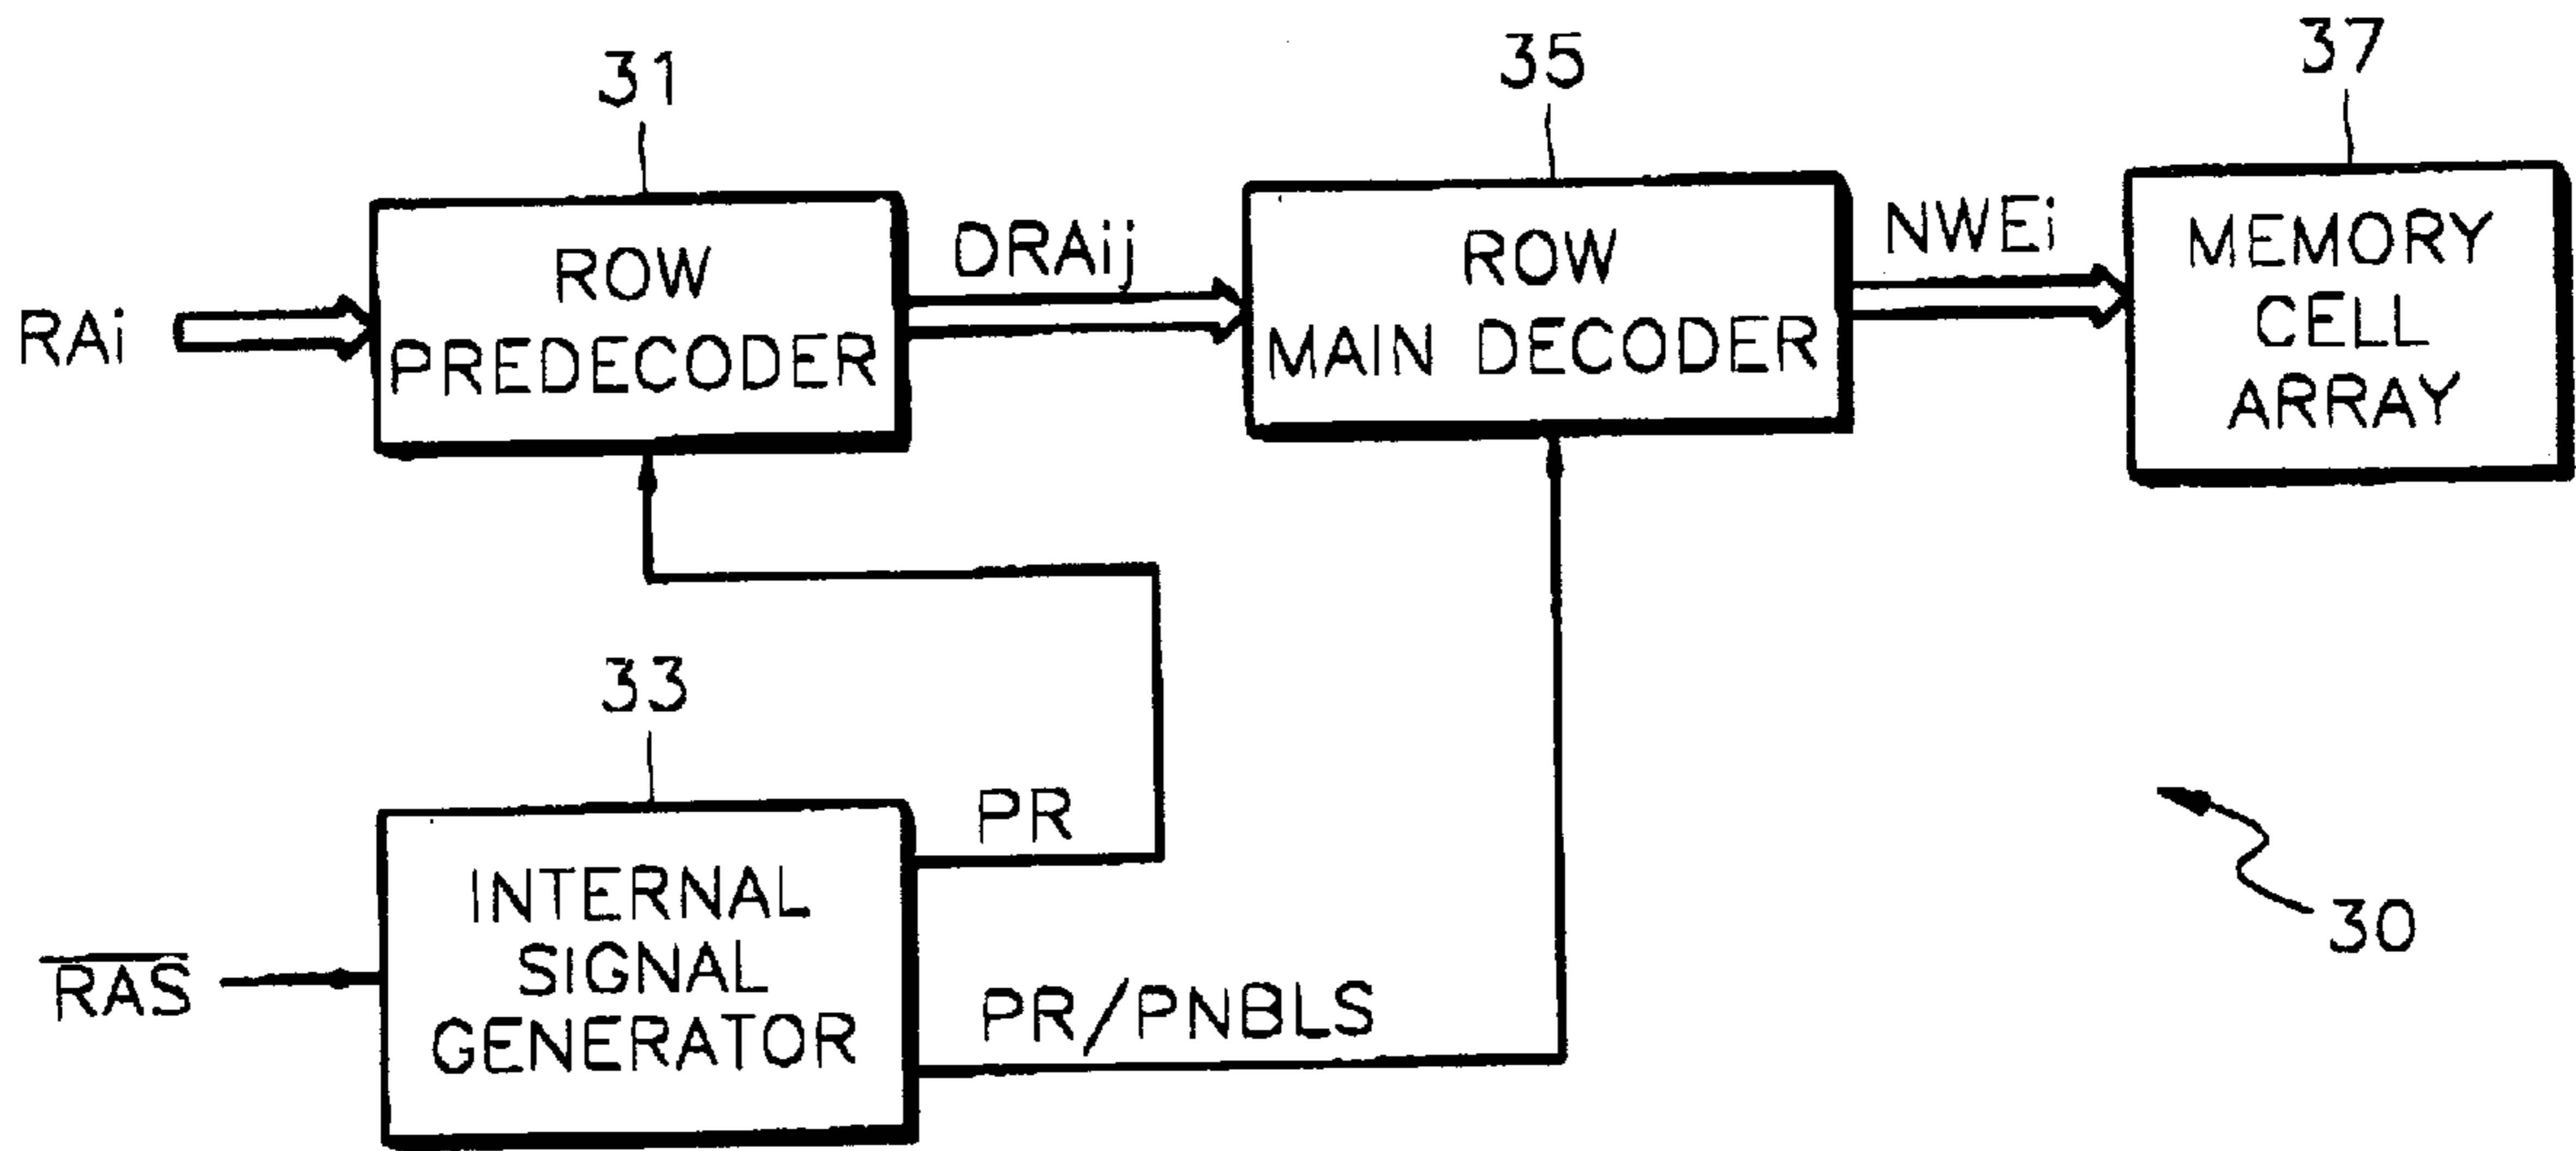 31
35
37
RAi
ROW
PREDECODER
DRAij
ROW
MAIN DECODER
NWEi
MEMORY
CELL
ARRAY
33
PR
INTERNAL
SIGNAL
GENERATOR
R̅A̅S̅
PR/PNBLS
30